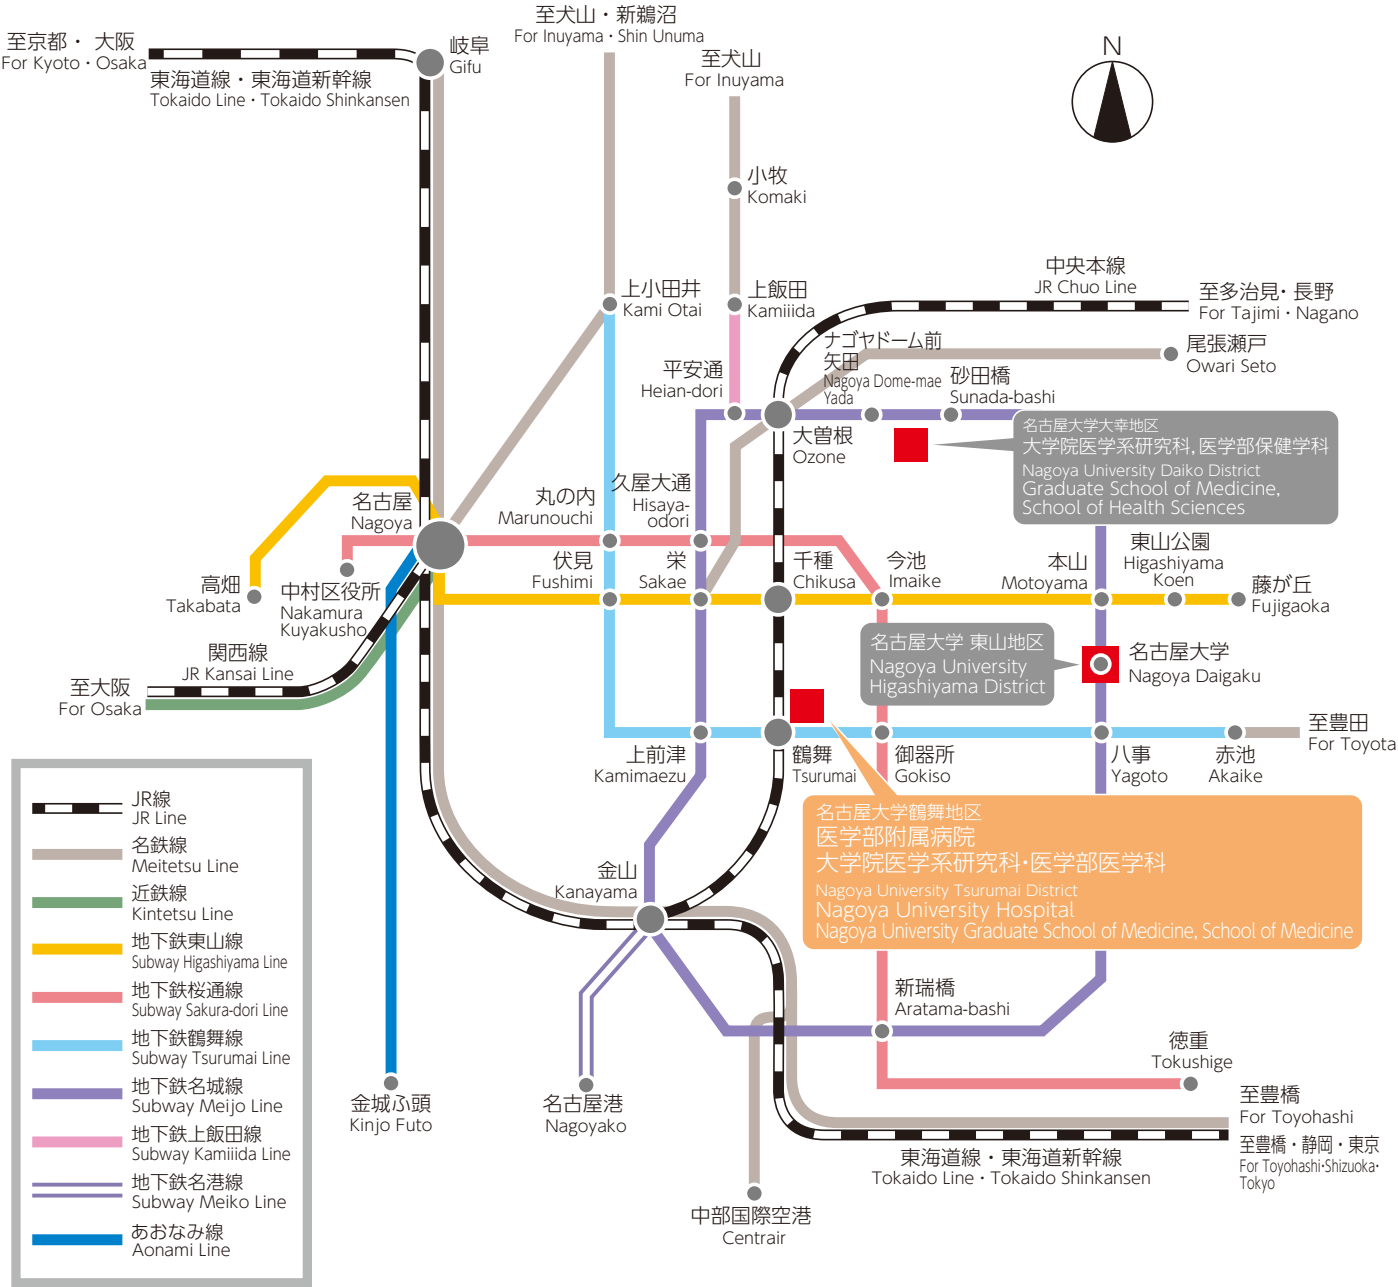 至京都・ 大阪
For Kyoto・Osaka
東海道線・東海道新幹線
Tokaido Line・Tokaido Shinkansen
岐阜
Gifu
至犬山・新鵜沼
For Inuyama・Shin Unuma
至犬山
For Inuyama
N
小牧
Komaki
上小田井
Kami Otai
上飯田
Kamiiida
中央本線
JR Chuo Line
至多治見・長野
For Tajimi・Nagano
ナゴヤドーム前
矢田
Nagoya Dome-mae
Yada
尾張瀬戸
Owari Seto
平安通
Heian-dori
砂田橋
Sunada-bashi
大曽根
Ozone
名古屋大学大幸地区
大学院医学系研究科, 医学部保健学科
Nagoya University Daiko District
Graduate School of Medicine,
School of Health Sciences
名古屋
Nagoya
丸の内
Marunouchi
久屋大通
Hisaya-
odori
高畑
Takabata
中村区役所
Nakamura
Kuyakusho
伏見
Fushimi
栄
Sakae
千種
Chikusa
今池
Imaike
本山
Motoyama
東山公園
Higashiyama
Koen
藤が丘
Fujigaoka
関西線
JR Kansai Line
至大阪
For Osaka
名古屋大学 東山地区
Nagoya University
Higashiyama District
名古屋大学
Nagoya Daigaku
上前津
Kamimaezu
鶴舞
Tsurumai
御器所
Gokiso
八事
Yagoto
赤池
Akaike
至豊田
For Toyota
名古屋大学鶴舞地区
医学部附属病院
大学院医学系研究科・医学部医学科
Nagoya University Tsurumai District
Nagoya University Hospital
Nagoya University Graduate School of Medicine, School of Medicine
金山
Kanayama
新瑞橋
Aratama-bashi
徳重
Tokushige
金城ふ頭
Kinjo Futo
名古屋港
Nagoyako
至豊橋
For Toyohashi
至豊橋・静岡・東京
For Toyohashi・Shizuoka・
Tokyo
東海道線・東海道新幹線
Tokaido Line・Tokaido Shinkansen
中部国際空港
Centrair
JR線
JR Line
名鉄線
Meitetsu Line
近鉄線
Kintetsu Line
地下鉄東山線
Subway Higashiyama Line
地下鉄桜通線
Subway Sakura-dori Line
地下鉄鶴舞線
Subway Tsurumai Line
地下鉄名城線
Subway Meijo Line
地下鉄上飯田線
Subway Kamiiida Line
地下鉄名港線
Subway Meiko Line
あおなみ線
Aonami Line